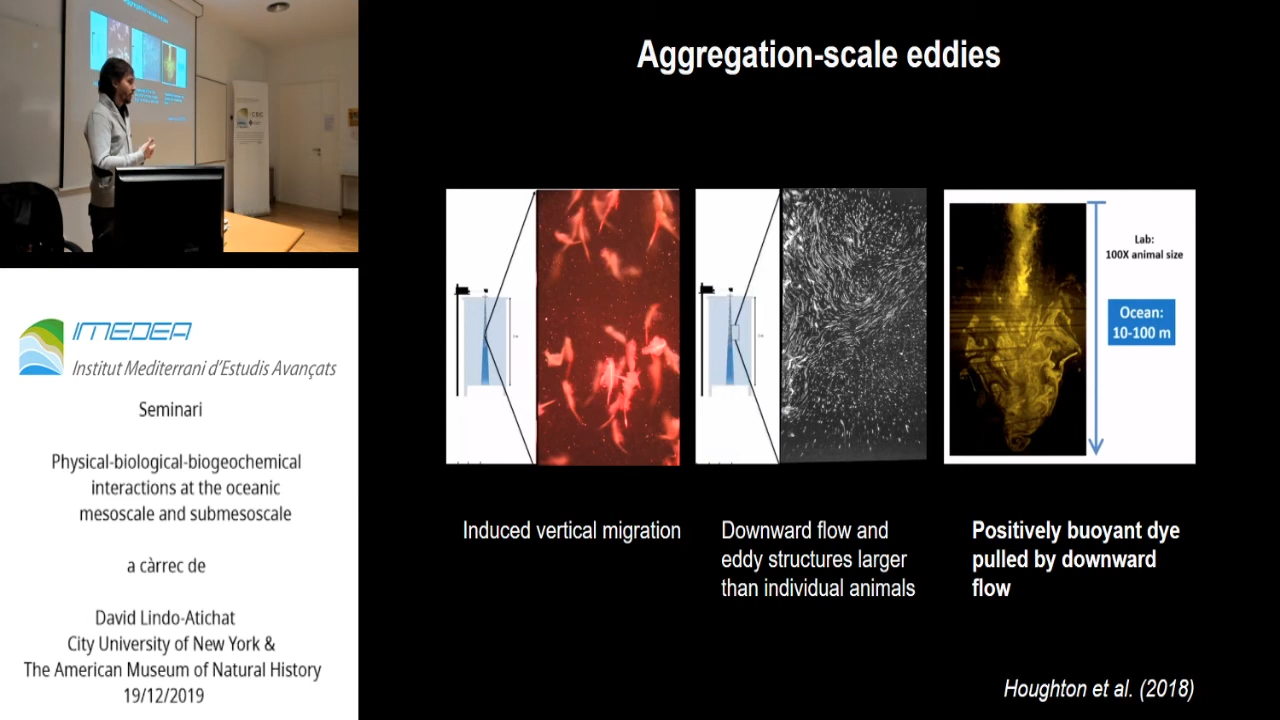 Aggregation-scale eddies
Lab:
100X animal size
Ocean:
10-100 m
Induced vertical migration
Downward flow and
eddy structures larger
than individual animals
Positively buoyant dye
pulled by downward
flow
Houghton et al. (2018)
IMEDEA
Institut Mediterrani d'Estudis Avançats
Seminari
Physical-biological-biogeochemical
interactions at the oceanic
mesoscale and submesoscale
a càrrec de
David Lindo-Atichat
City University of New York &
The American Museum of Natural History
19/12/2019